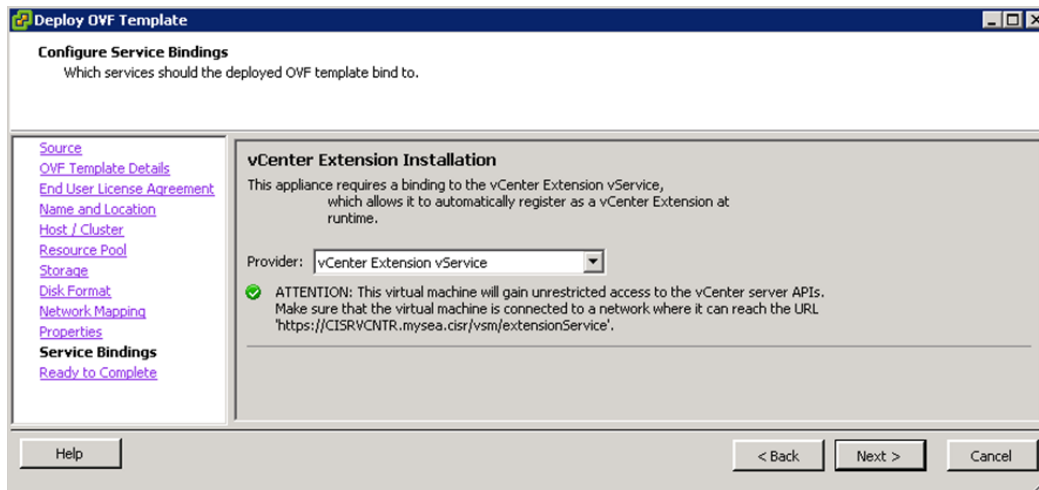 Deploy OVF Template
Configure Service Bindings
Which services should the deployed OVF template bind to.
Source
OVF Template Details
End User License Agreement
Name and Location
Host / Cluster
Resource Pool
Storage
Disk Format
Network Mapping
Properties
Service Bindings
Ready to Complete
vCenter Extension Installation
This appliance requires a binding to the vCenter Extension vService,
which allows it to automatically register as a vCenter Extension at
runtime.
Provider: vCenter Extension vService
ATTENTION: This virtual machine will gain unrestricted access to the vCenter server APIs.
Make sure that the virtual machine is connected to a network where it can reach the URL
'https://CISRVCNTR.mysea.cisr/vsm/extensionService'.
Help
< Back
Next >
Cancel